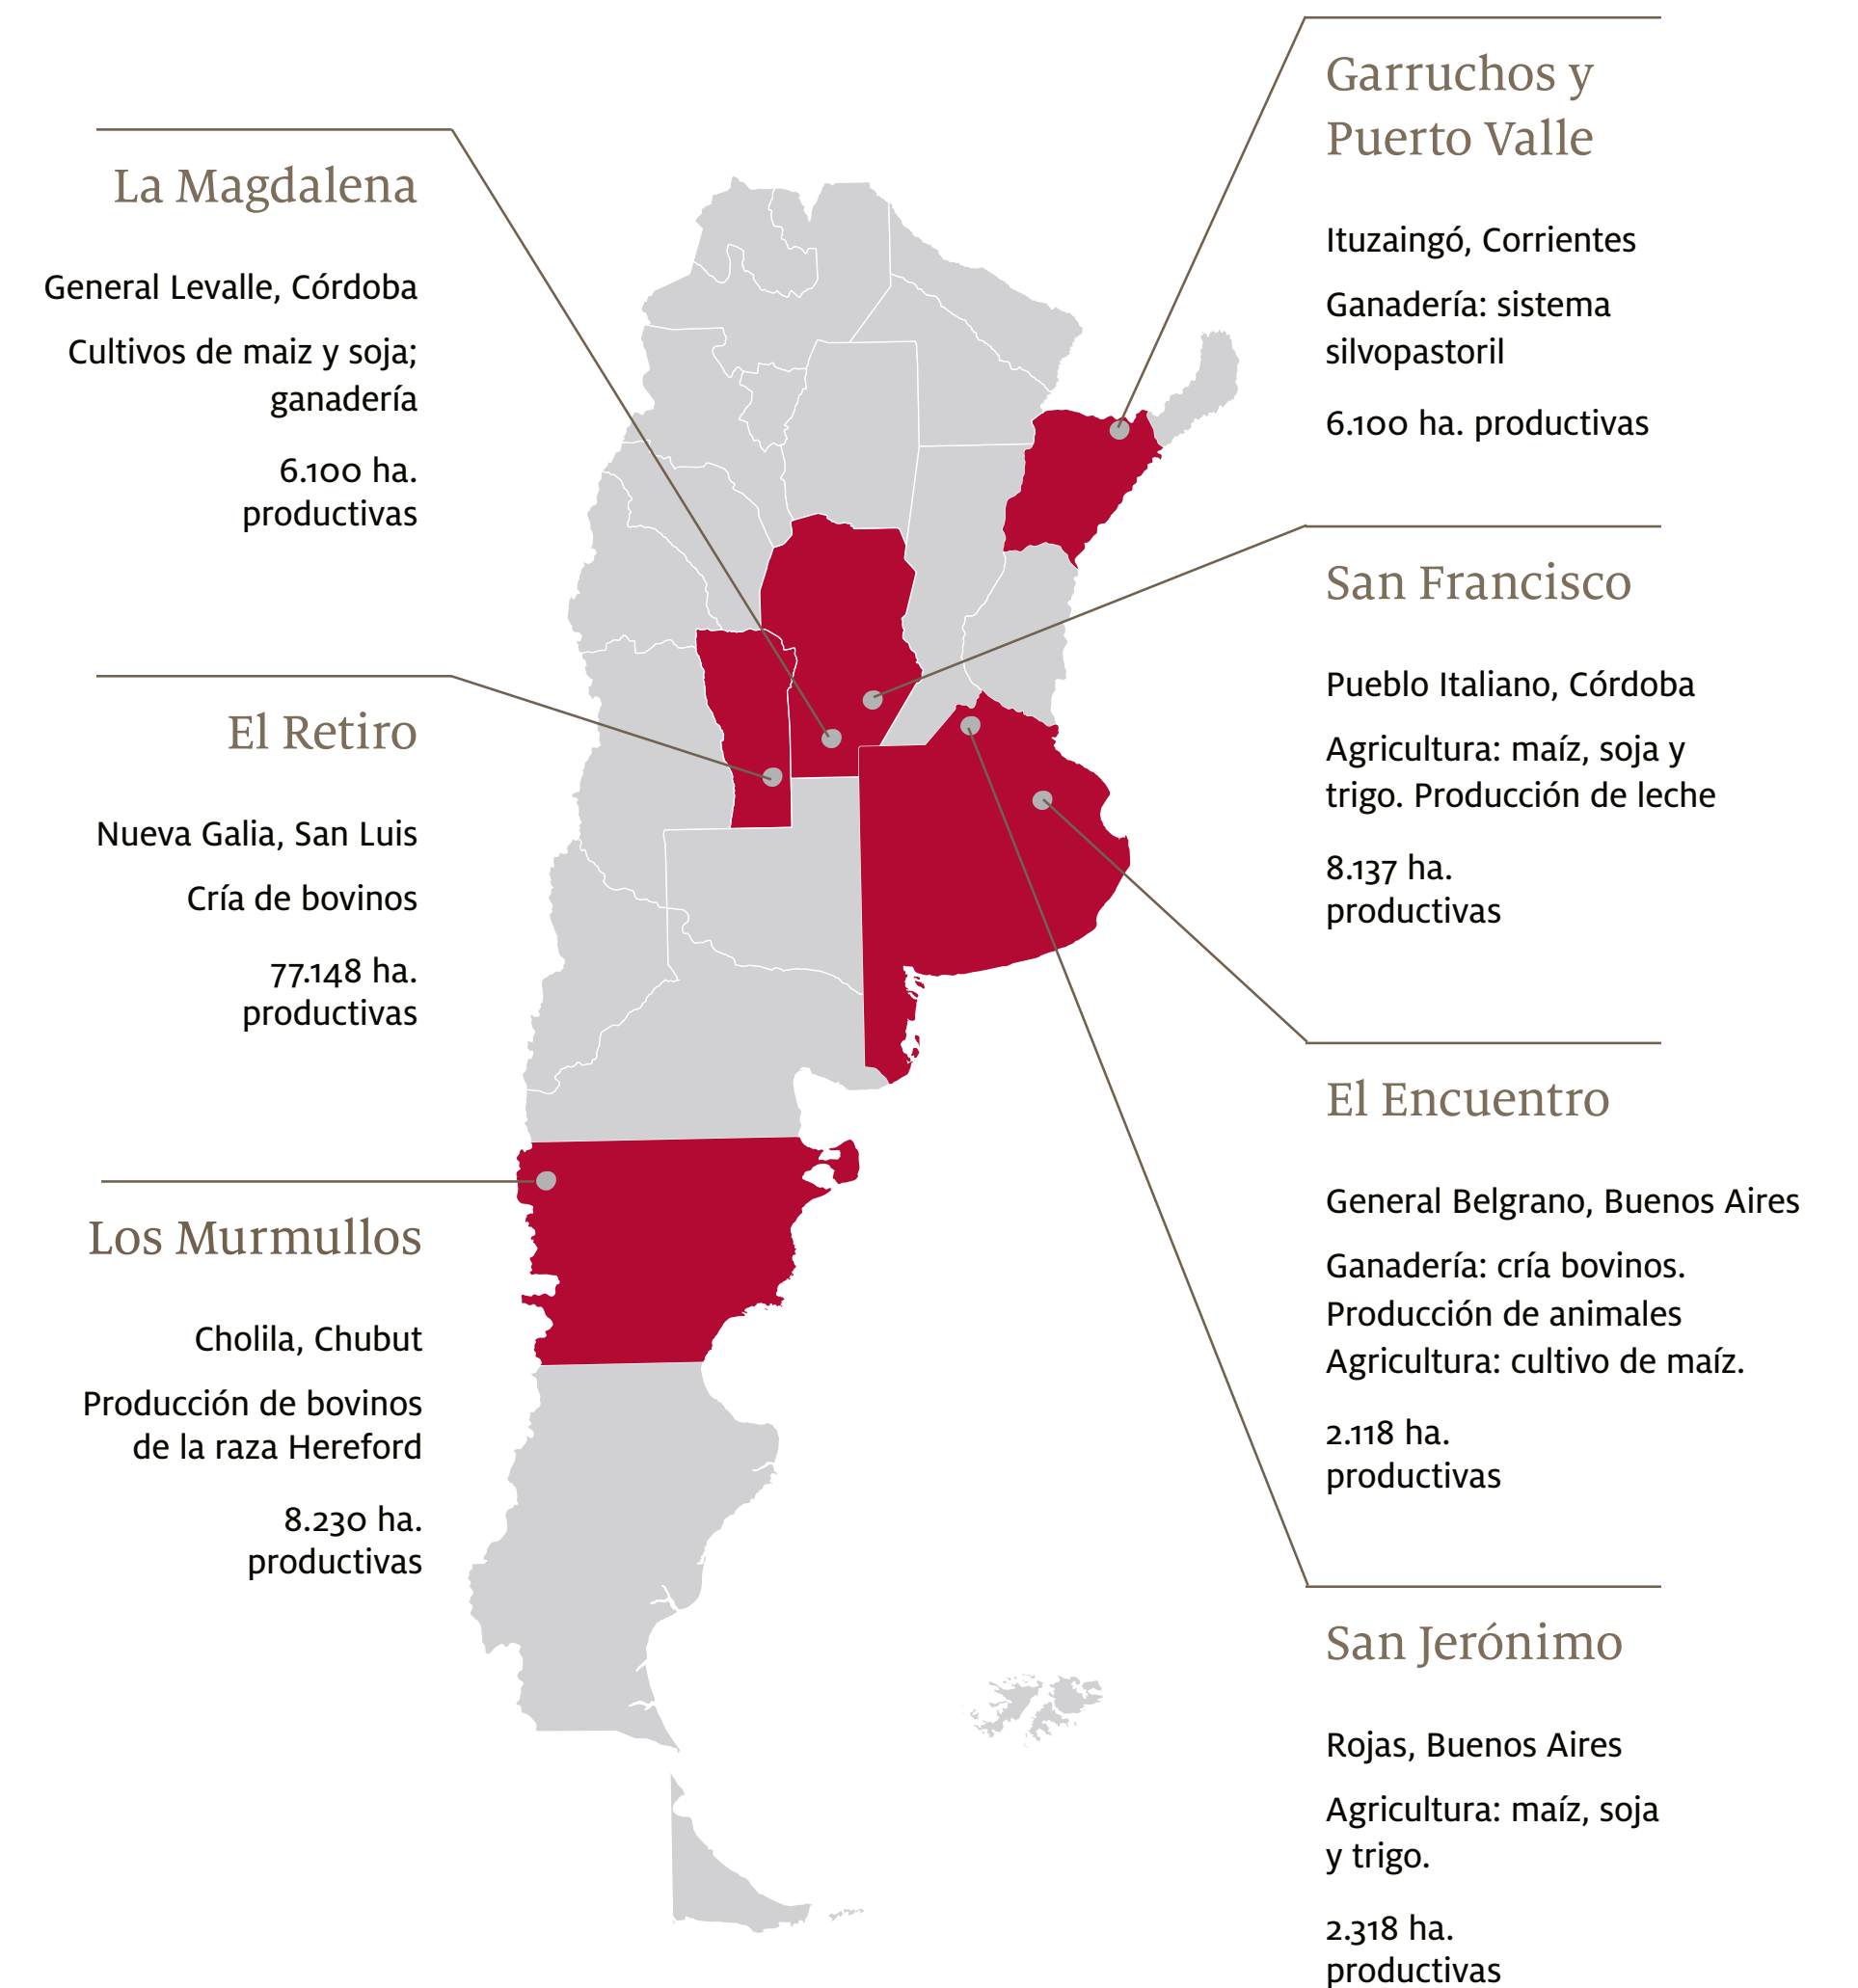 La Magdalena
General Levalle, Córdoba
Cultivos de maiz y soja;
ganadería
6.100 ha.
productivas
El Retiro
Nueva Galia, San Luis
Cría de bovinos
77.148 ha.
productivas
Los Murmullos
Cholila, Chubut
Producción de bovinos
de la raza Hereford
8.230 ha.
productivas
Garruchos y
Puerto Valle
Ituzaingó, Corrientes
Ganadería: sistema
silvopastoril
6.100 ha. productivas
San Francisco
Pueblo Italiano, Córdoba
Agricultura: maíz, soja y
trigo. Producción de leche
8.137 ha.
productivas
El Encuentro
General Belgrano, Buenos Aires
Ganadería: cría bovinos.
Producción de animales
Agricultura: cultivo de maíz.
2.118 ha.
productivas
San Jerónimo
Rojas, Buenos Aires
Agricultura: maíz, soja
y trigo.
2.318 ha.
productivas